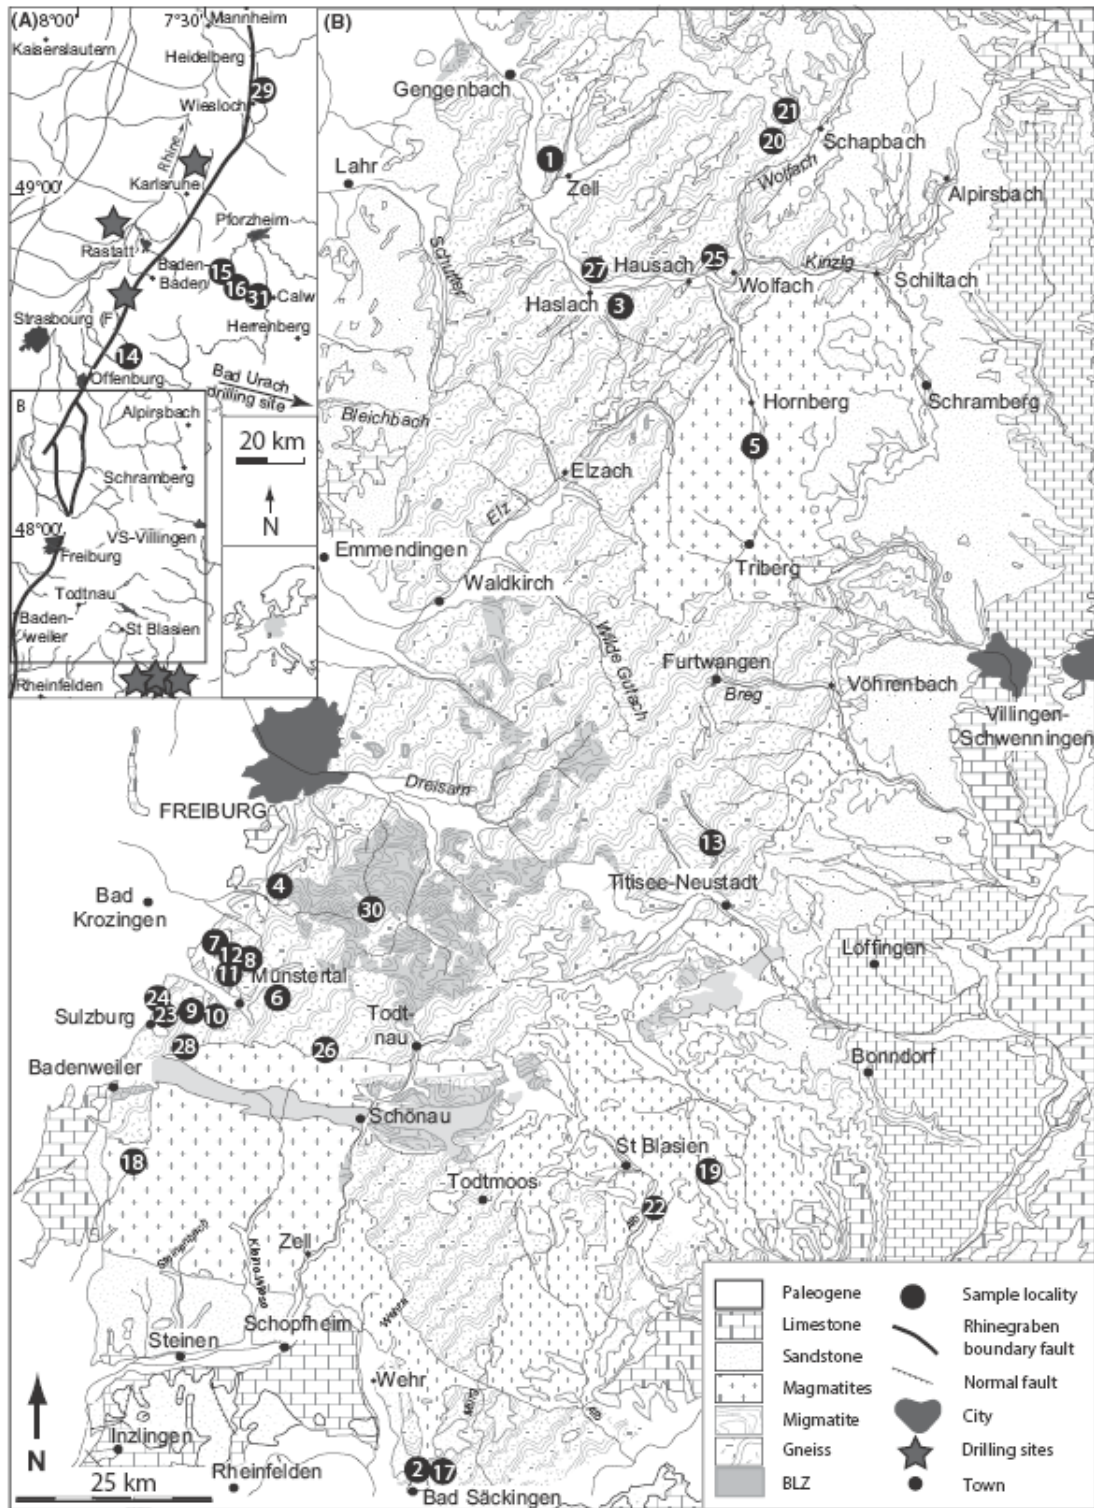 (A)
8°00'
7°30'
Mannheim
Kaiserslautern
Heidelberg
29
Wiesloch
Rhine
Karlsruhe
49°00'
Pforzheim
Rastatt
Baden-
Baden
15
16
31
Calw
Strasbourg (F)
Herrenberg
14
Offenburg
Bad Urach
drilling site
B
Alpirsbach
20 km
Schramberg
N
48°00'
VS-Villingen
Freiburg
Todtnau
Baden-
weiler
St Blasien
Rheinfelden
(B)
Gengenbach
21
20
Schapbach
1
Lahr
Zell
Wolfach
Alpirsbach
Schutter
27
Hausach
25
Kinzig
Wolfach
Schiltach
Haslach
3
Bleichbach
Hornberg
Schramberg
5
Elzach
Elz
Emmendingen
Triberg
Waldkirch
Wilde Gutach
Furtwangen
Breg
Vöhrenbach
Villingen-
Schwenningen
Dreisam
FREIBURG
13
4
Titisee-Neustadt
Bad
Krozingen
30
7
12
8
11
Münstertal
Löffingen
24
23
9
10
6
Sulzburg
Todt-
nau
28
26
Badenweiler
Bonndorf
Schönau
St Blasien
18
19
Todtmoos
22
Alb
Steinenbach
Kleine Wiese
Zell
Wehra
Schopfheim
Steinen
Wehr
Murg
Alb
N
Inzlingen
25 km
Rheinfelden
2
17
Bad Säckingen
Paleogene
Limestone
Sandstone
Magmatites
Migmatite
Gneiss
BLZ
Sample locality
Rhinegraben
boundary fault
Normal fault
City
Drilling sites
Town